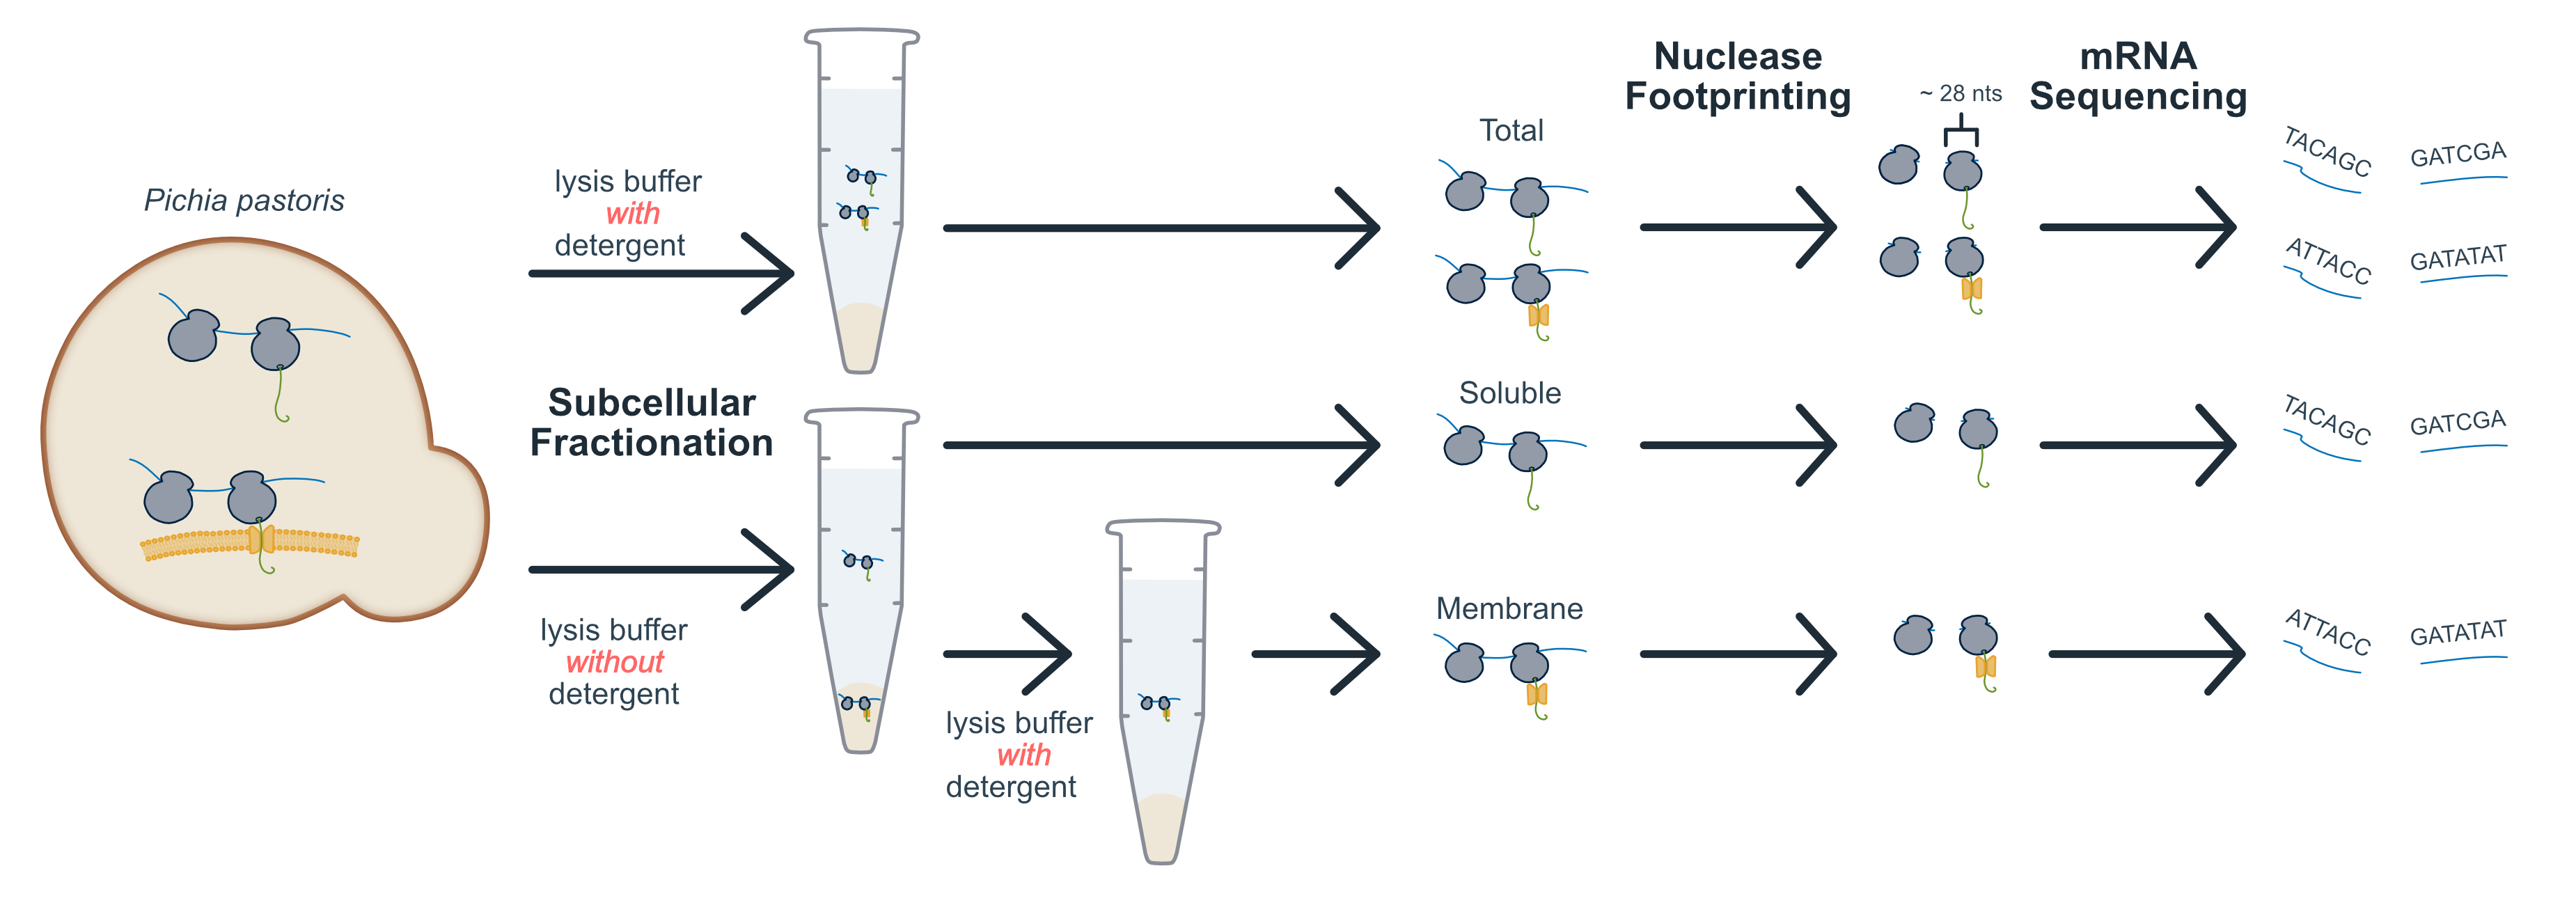 Pichia pastoris
lysis buffer
with
detergent
Subcellular
Fractionation
lysis buffer
without
detergent
lysis buffer
with
detergent
Total
Soluble
Membrane
Nuclease
Footprinting
~ 28 nts
mRNA
Sequencing
TACAGC GATCGA
ATTACC GATATAT
TACAGC GATCGA
ATTACC GATATAT